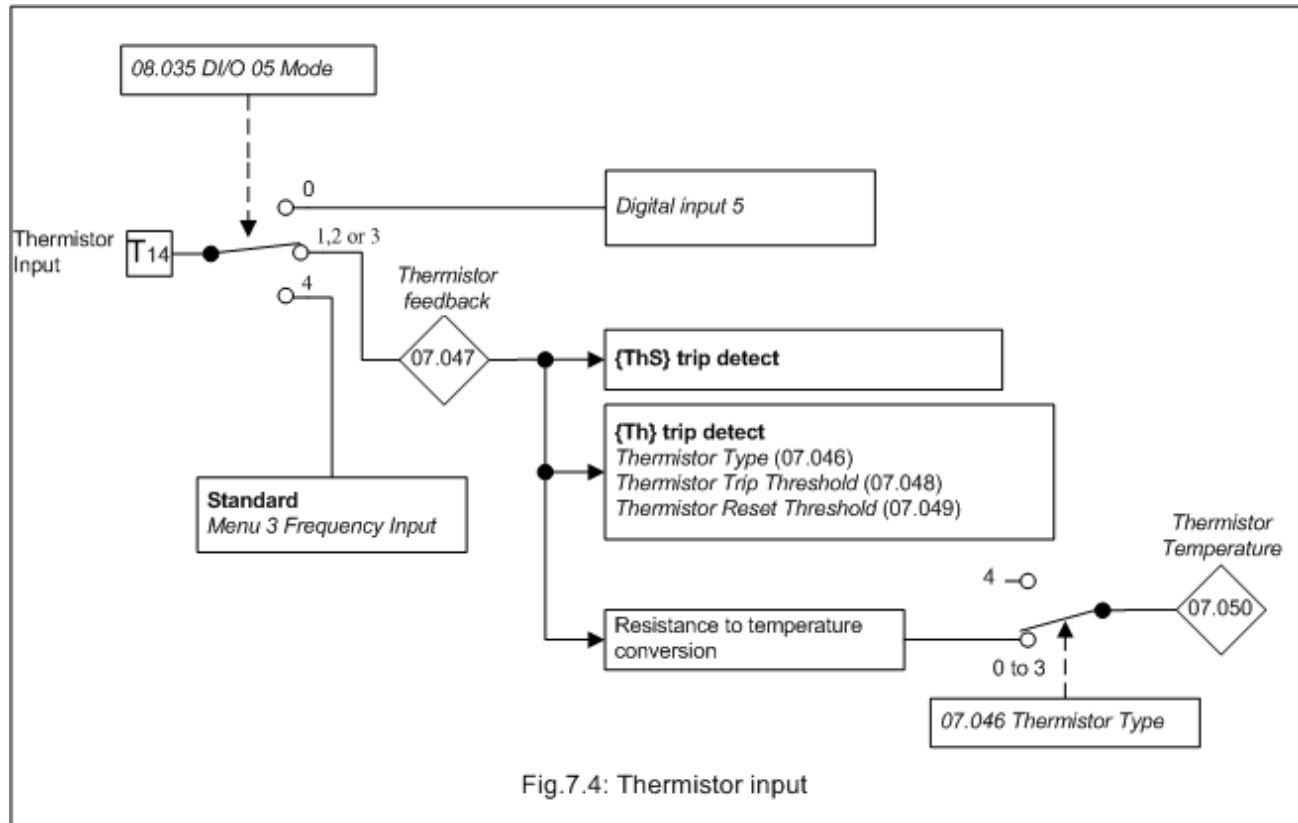 08.035 DI/O 05 Mode
0
Digital input 5
Thermistor
Input
T14
1,2 or 3
4
Thermistor
feedback
07.047
{ThS} trip detect
{Th} trip detect
Thermistor Type (07.046)
Thermistor Trip Threshold (07.048)
Thermistor Reset Threshold (07.049)
Standard
Menu 3 Frequency Input
Thermistor
Temperature
4
07.050
Resistance to temperature
conversion
0 to 3
07.046 Thermistor Type
Fig.7.4: Thermistor input